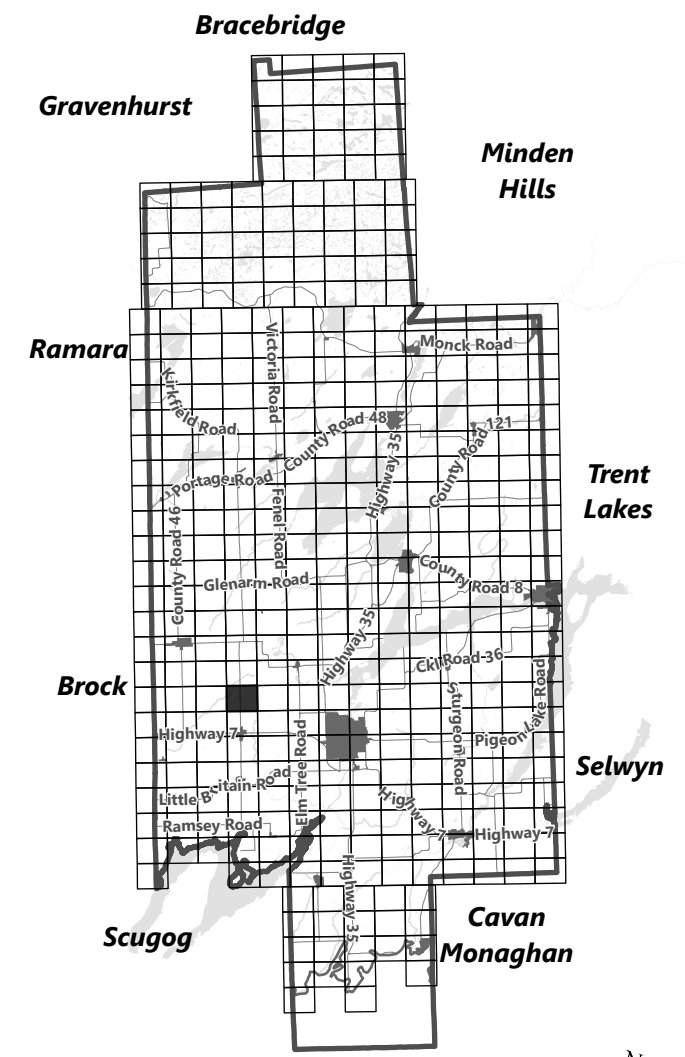 Bracebridge
Gravenhurst
Minden
Hills
Ramara
Monck Road
Victoria Road
Kirkfield Road
County Road 48
County Road 121
Highway 35
Portage Road
Trent
Lakes
Fenel Road
County Road 46
County Road 8
Glenarm Road
Highway 35
Ckl Road 36
Brock
Sturgeon Road
Pigeon Lake Road
Highway 7
Elm Tree Road
Selwyn
Little Britain Road
Highway 7
Highway 7
Ramsey Road
Highway 35
Cavan
Monaghan
Scugog
N